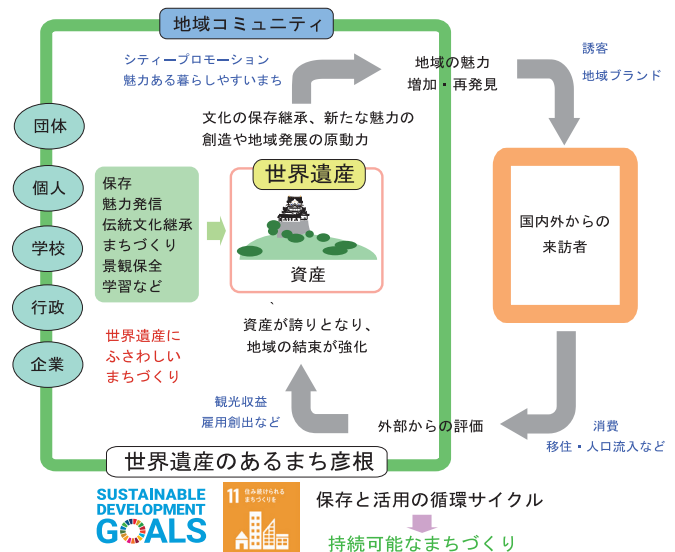 地域コミュニティ
シティープロモーション
魅力ある暮らしやすいまち
地域の魅力
増加・再発見
誘客
地域ブランド
文化の保存継承、新たな魅力の
創造や地域発展の原動力
団体
個人
学校
行政
企業
保存
魅力発信
伝統文化継承
まちづくり
景観保全
学習など
世界遺産
資産
国内外からの
来訪者
世界遺産に
ふさわしい
まちづくり
資産が誇りとなり、
地域の結束が強化
観光収益
雇用創出など
外部からの評価
消費
移住・人口流入など
世界遺産のあるまち彦根
SUSTAINABLE
DEVELOPMENT
GOALS
11 住み続けられる
まちづくりを
保存と活用の循環サイクル
持続可能なまちづくり